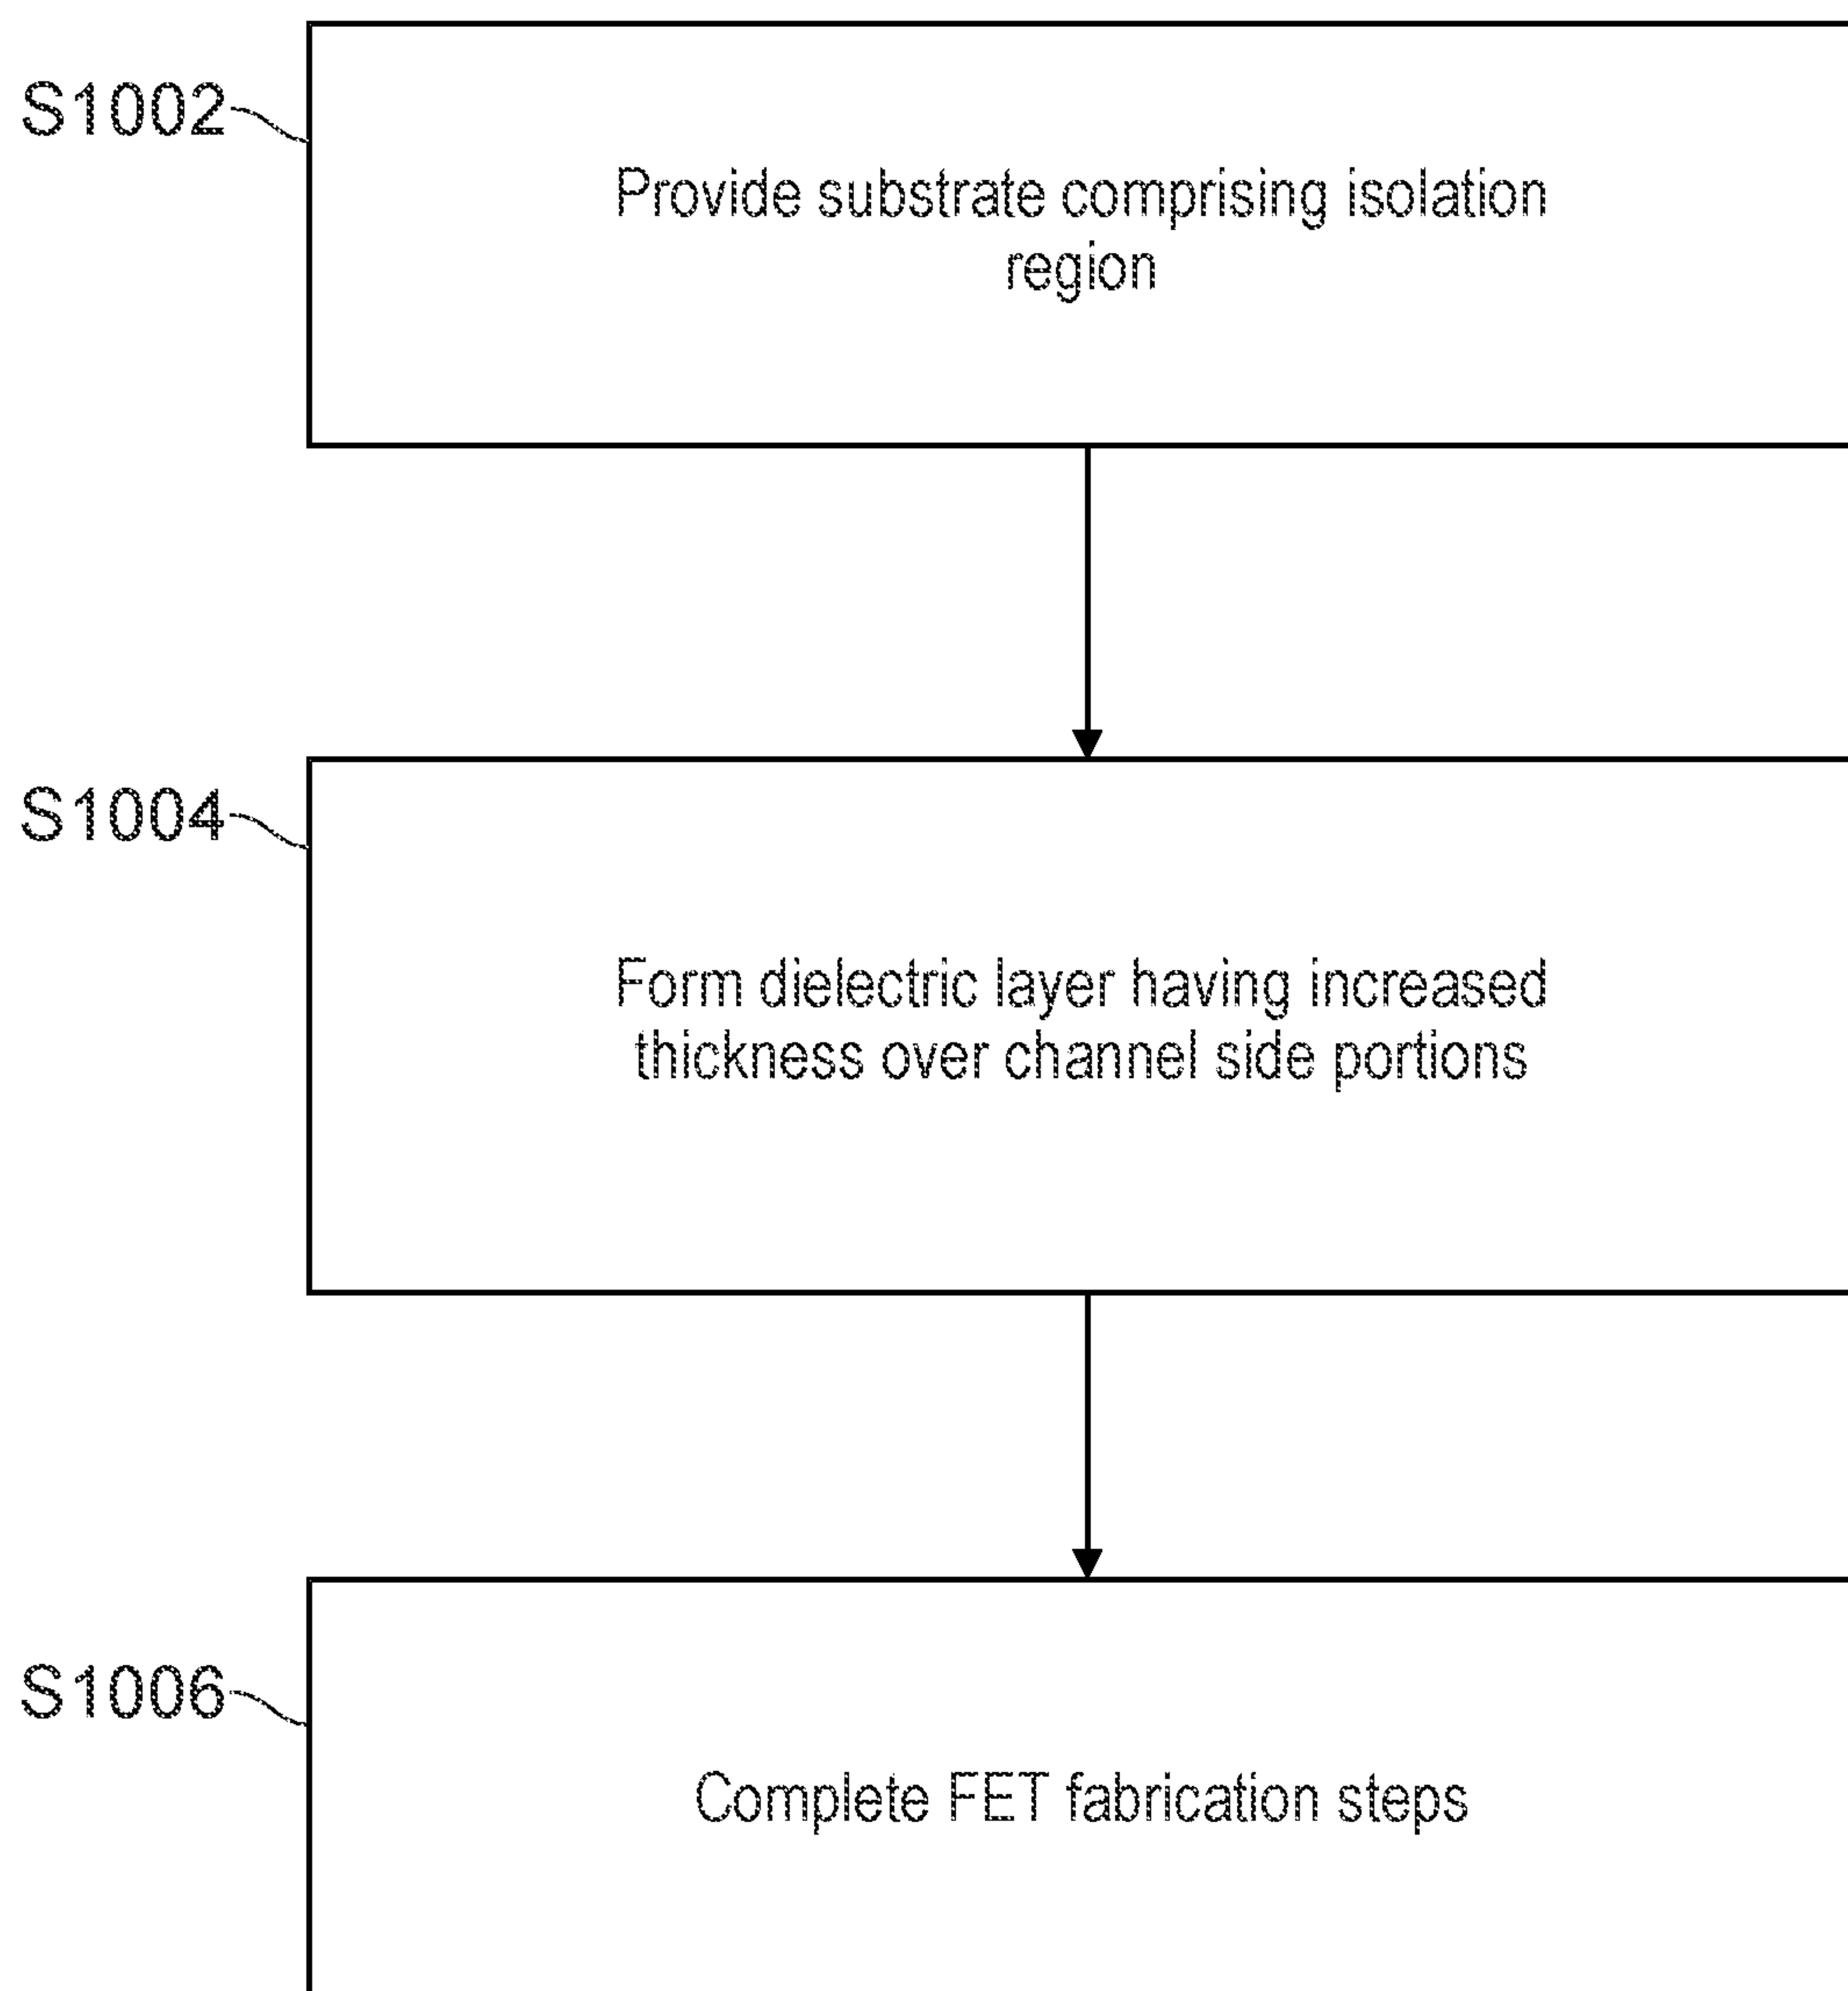 S1002
Provide substrate comprising isolation
region
S1004
Form dielectric layer having increased
thickness over channel side portions
S1006
Complete FET fabrication steps